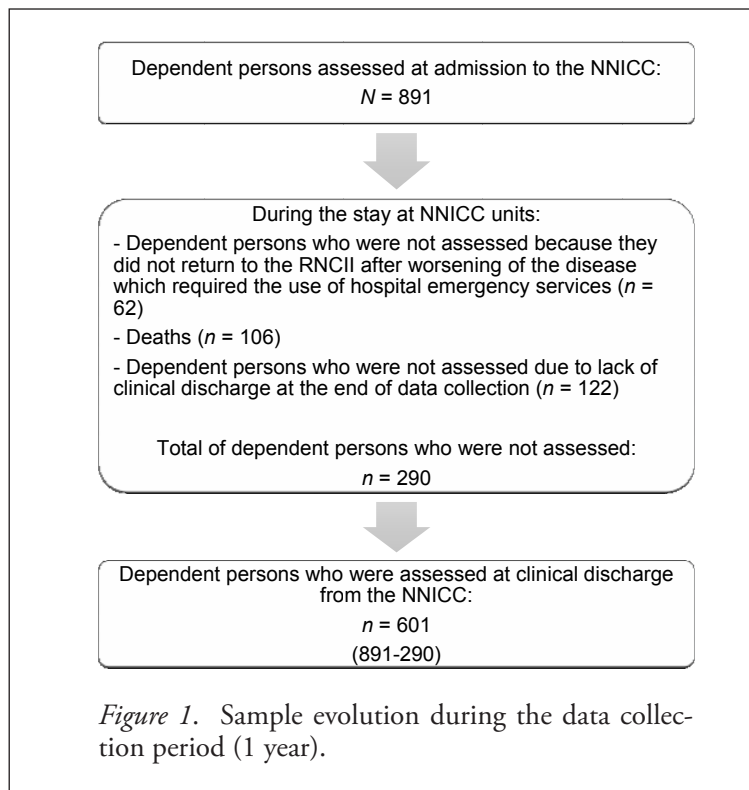 Dependent persons assessed at admission to the NNICC:
N = 891
During the stay at NNICC units:
- Dependent persons who were not assessed because they
did not return to the RNCII after worsening of the disease
which required the use of hospital emergency services (n =
62)
- Deaths (n = 106)
- Dependent persons who were not assessed due to lack of
clinical discharge at the end of data collection (n = 122)
Total of dependent persons who were not assessed:
n = 290
Dependent persons who were assessed at clinical discharge
from the NNICC:
n = 601
(891-290)
Figure 1. Sample evolution during the data collec-
tion period (1 year).